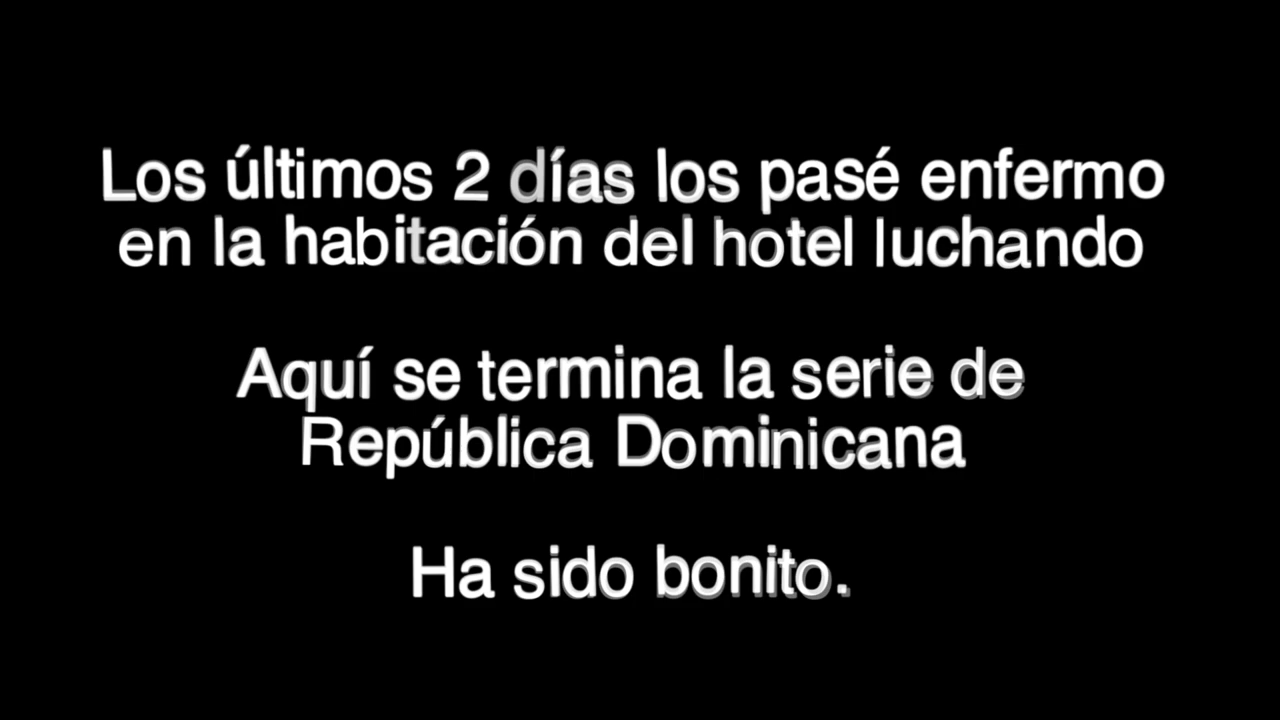 Los últimos 2 días los pasé enfermo
en la habitación del hotel luchando
Aquí se termina la serie de
República Dominicana
Ha sido bonito.